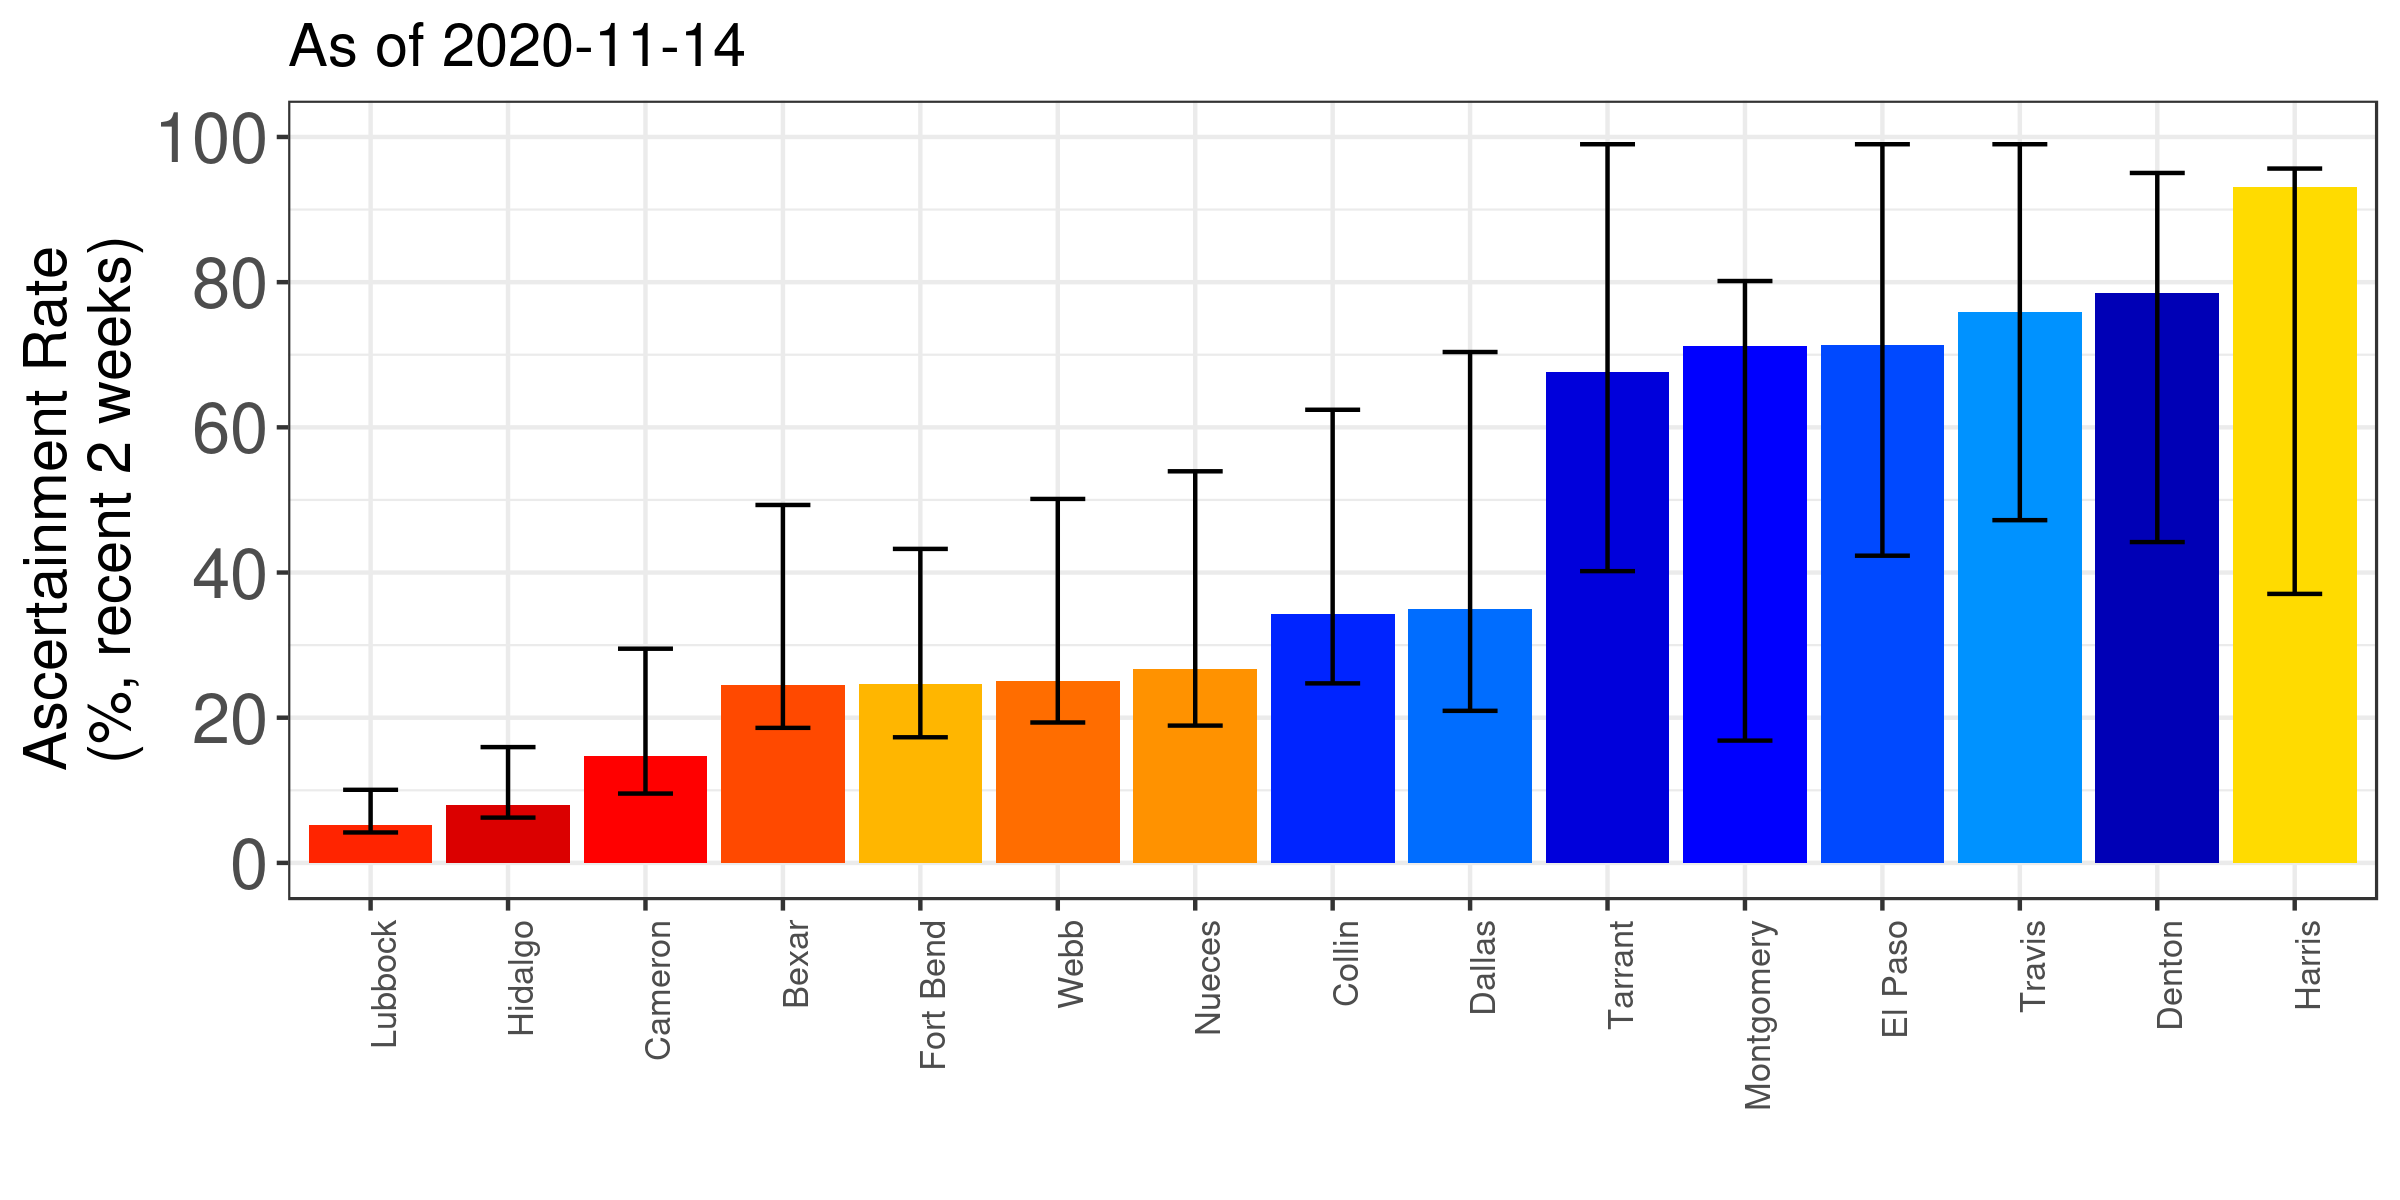 As of 2020-11-14
Ascertainment Rate
(%, recent 2 weeks)
100
80
60
40
20
0
Lubbock
Hidalgo
Cameron
Bexar
Fort Bend
Webb
Nueces
Collin
Dallas
Tarrant
Montgomery
El Paso
Travis
Denton
Harris